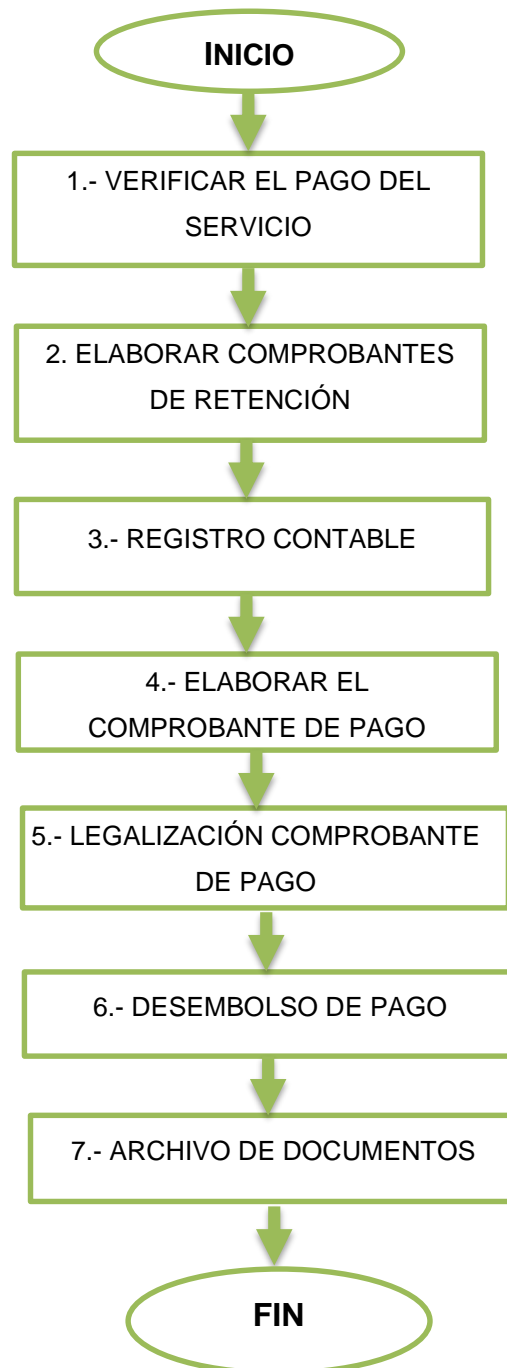 INICIO
1.- VERIFICAR EL PAGO DEL
SERVICIO
2. ELABORAR COMPROBANTES
DE RETENCIÓN
3.- REGISTRO CONTABLE
4.- ELABORAR EL
COMPROBANTE DE PAGO
5.- LEGALIZACIÓN COMPROBANTE
DE PAGO
6.- DESEMBOLSO DE PAGO
7.- ARCHIVO DE DOCUMENTOS
FIN